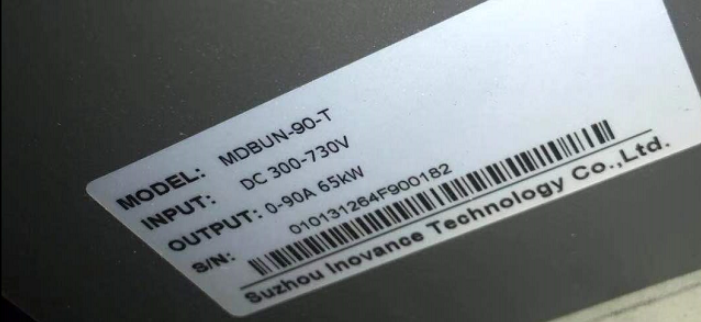 MODEL: MDBUN-90-T
INPUT: DC 300-730V
OUTPUT: 0-90A 65KW
S/N: 010131264F900182
Suzhou Inovance Technology Co.,Ltd.